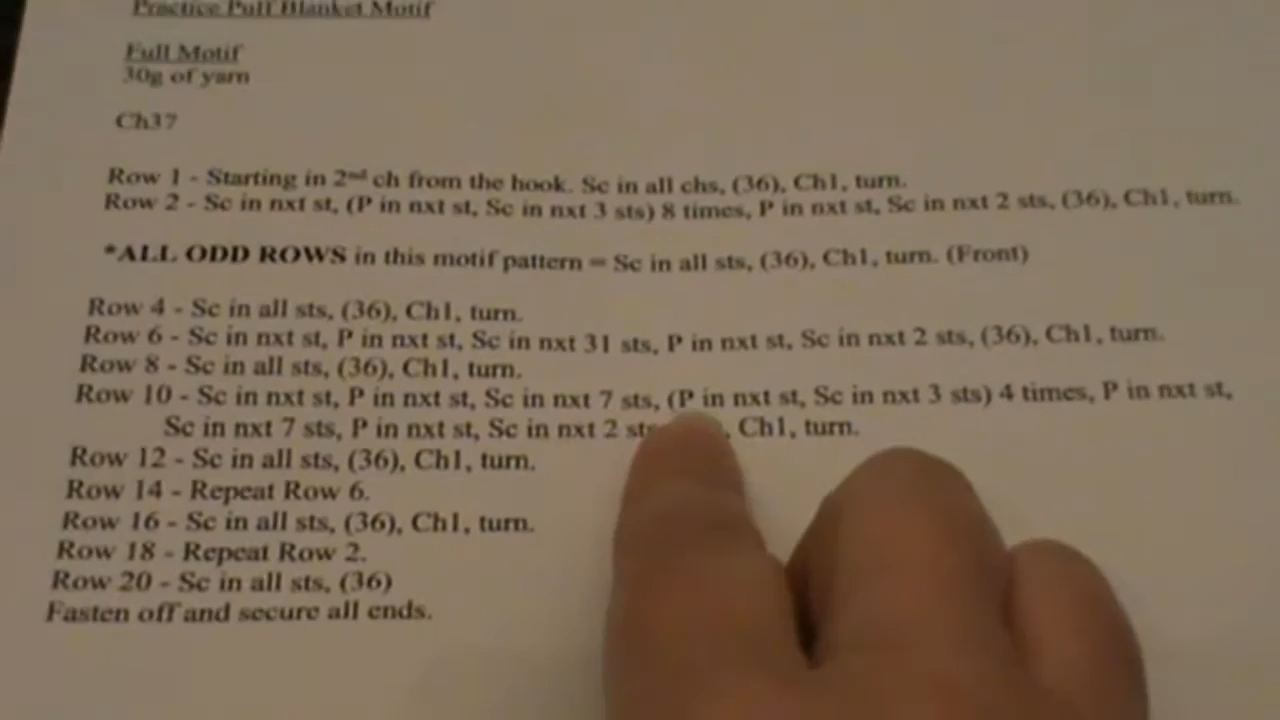 Practice Puff Blanket Motif
Full Motif
30g of yarn
Ch37
Row 1 - Starting in 2nd ch from the hook. Sc in all chs, (36), Ch1, turn.
Row 2 - Sc in nxt st, (P in nxt st, Sc in nxt 3 sts) 8 times, P in nxt st, Sc in nxt 2 sts, (36), Ch1, turn.
*ALL ODD ROWS in this motif pattern = Sc in all sts, (36), Ch1, turn. (Front)
Row 4 - Sc in all sts, (36), Ch1, turn.
Row 6 - Sc in nxt st, P in nxt st, Sc in nxt 31 sts, P in nxt st, Sc in nxt 2 sts, (36), Ch1, turn.
Row 8 - Sc in all sts, (36), Ch1, turn.
Row 10 - Sc in nxt st, P in nxt st, Sc in nxt 7 sts, (P in nxt st, Sc in nxt 3 sts) 4 times, P in nxt st,
Sc in nxt 7 sts, P in nxt st, Sc in nxt 2 , Ch1, turn.
Row 12 - Sc in all sts, (36), Ch1, turn.
Row 14 - Repeat Row 6.
Row 16 - Sc in all sts, (36), Ch1, turn.
Row 18 - Repeat Row 2.
Row 20 - Sc in all sts, (36)
Fasten off and secure all ends.